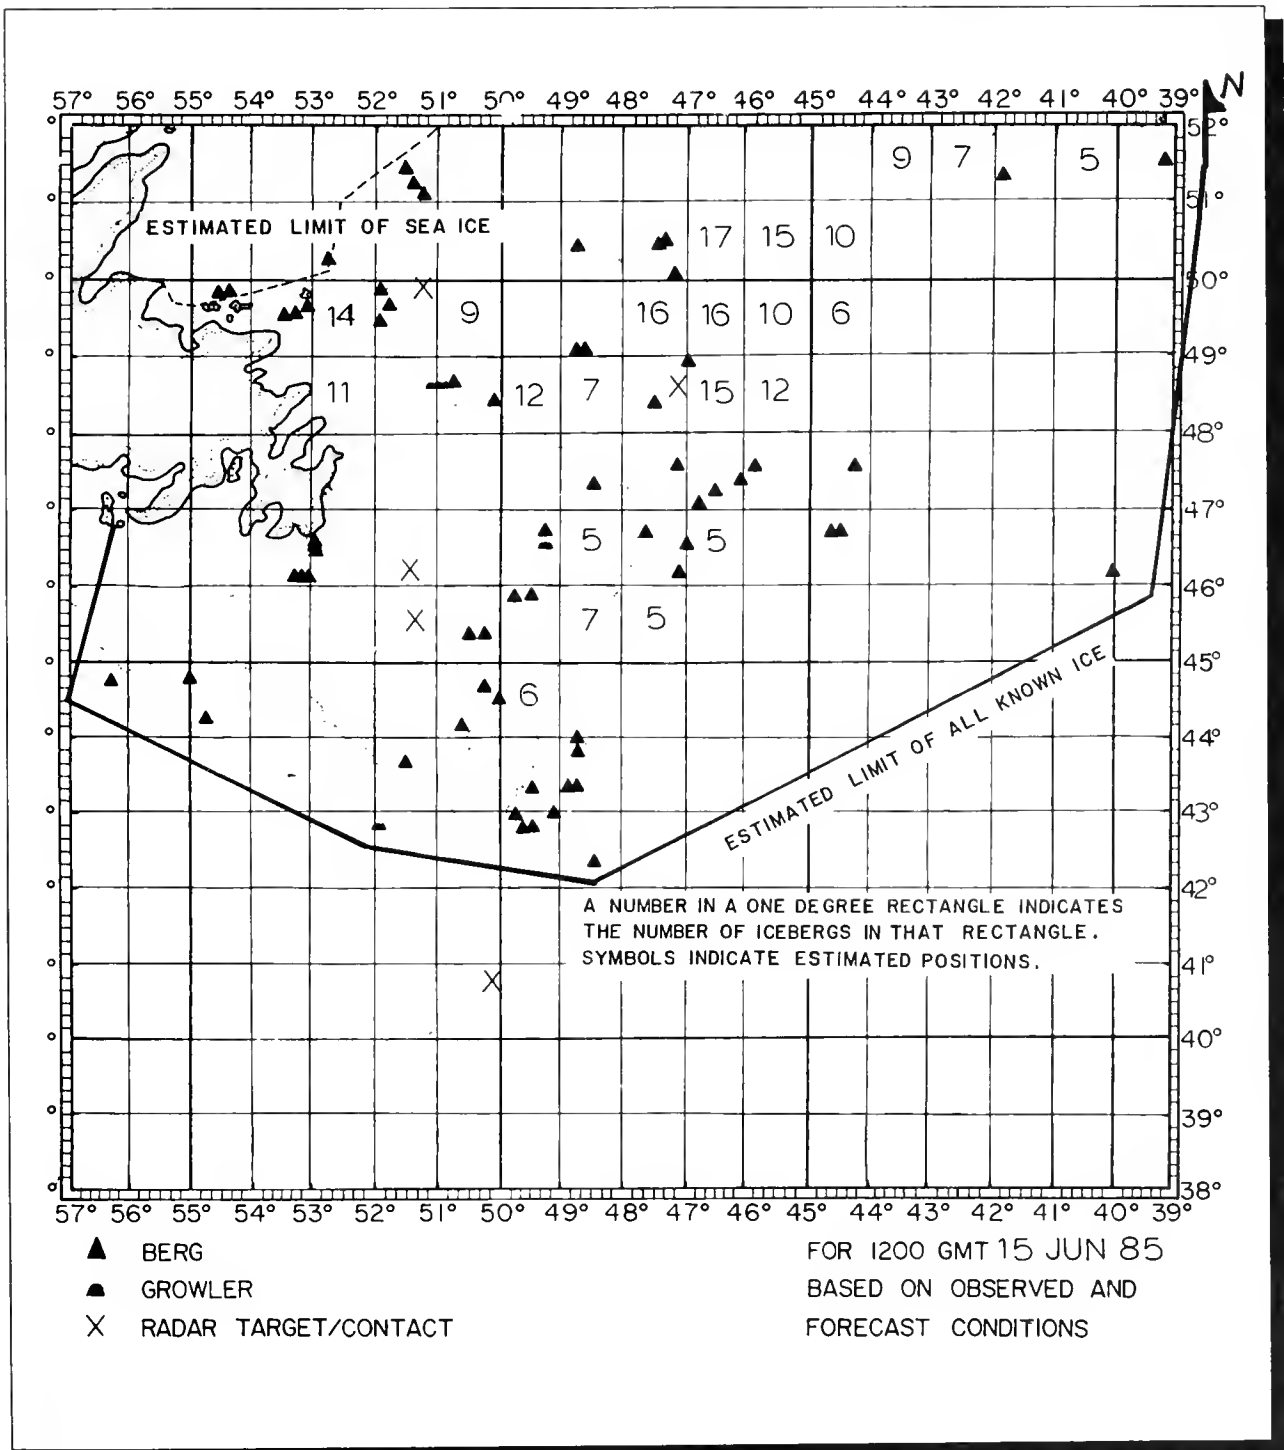 57° 56° 55° 54° 53° 52° 51° 50° 49° 48° 47° 46° 45° 44° 43° 42° 41° 40° 39°
N
52°
9 7 5
51°
ESTIMATED LIMIT OF SEA ICE
17 15 10
50°
14 9 16 16 10 6
49°
11 12 7 15 12
48°
47°
5 5
46°
7 5
45°
ESTIMATED LIMIT OF ALL KNOWN ICE
6
44°
43°
42°
A NUMBER IN A ONE DEGREE RECTANGLE INDICATES
THE NUMBER OF ICEBERGS IN THAT RECTANGLE.
SYMBOLS INDICATE ESTIMATED POSITIONS.
41°
40°
39°
38°
57° 56° 55° 54° 53° 52° 51° 50° 49° 48° 47° 46° 45° 44° 43° 42° 41° 40° 39°
BERG
GROWLER
RADAR TARGET/CONTACT
FOR 1200 GMT 15 JUN 85
BASED ON OBSERVED AND
FORECAST CONDITIONS